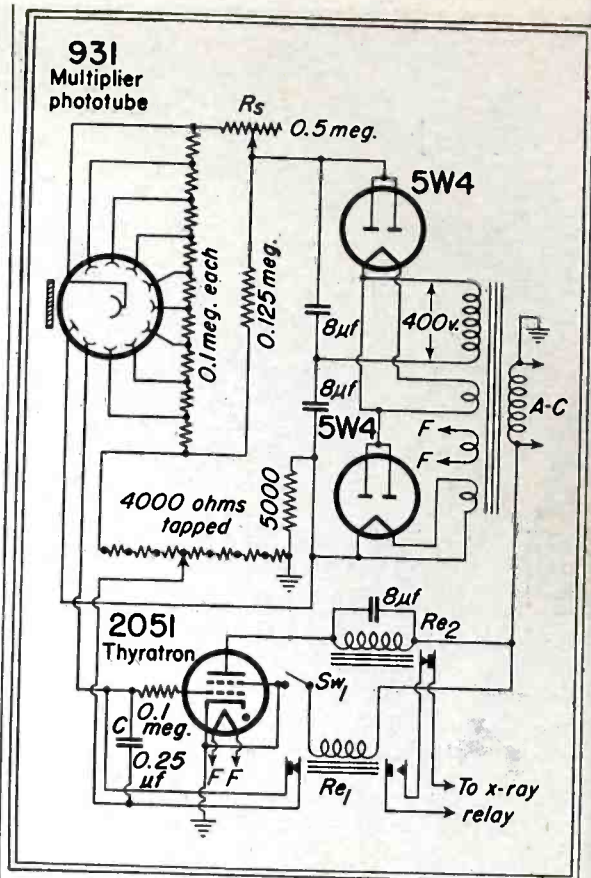 931
Multiplier
phototube
Rs
0.5 meg.
5W4
0.1 meg. each
0.125 meg.
8μf
400v.
8μf
5W4
A-C
F
F
5000
4000 ohms
tapped
8μf
Re2
2051
Thyratron
Sw1
C
0.1
meg.
0.25
μf
F F
Re1
To x-ray
relay